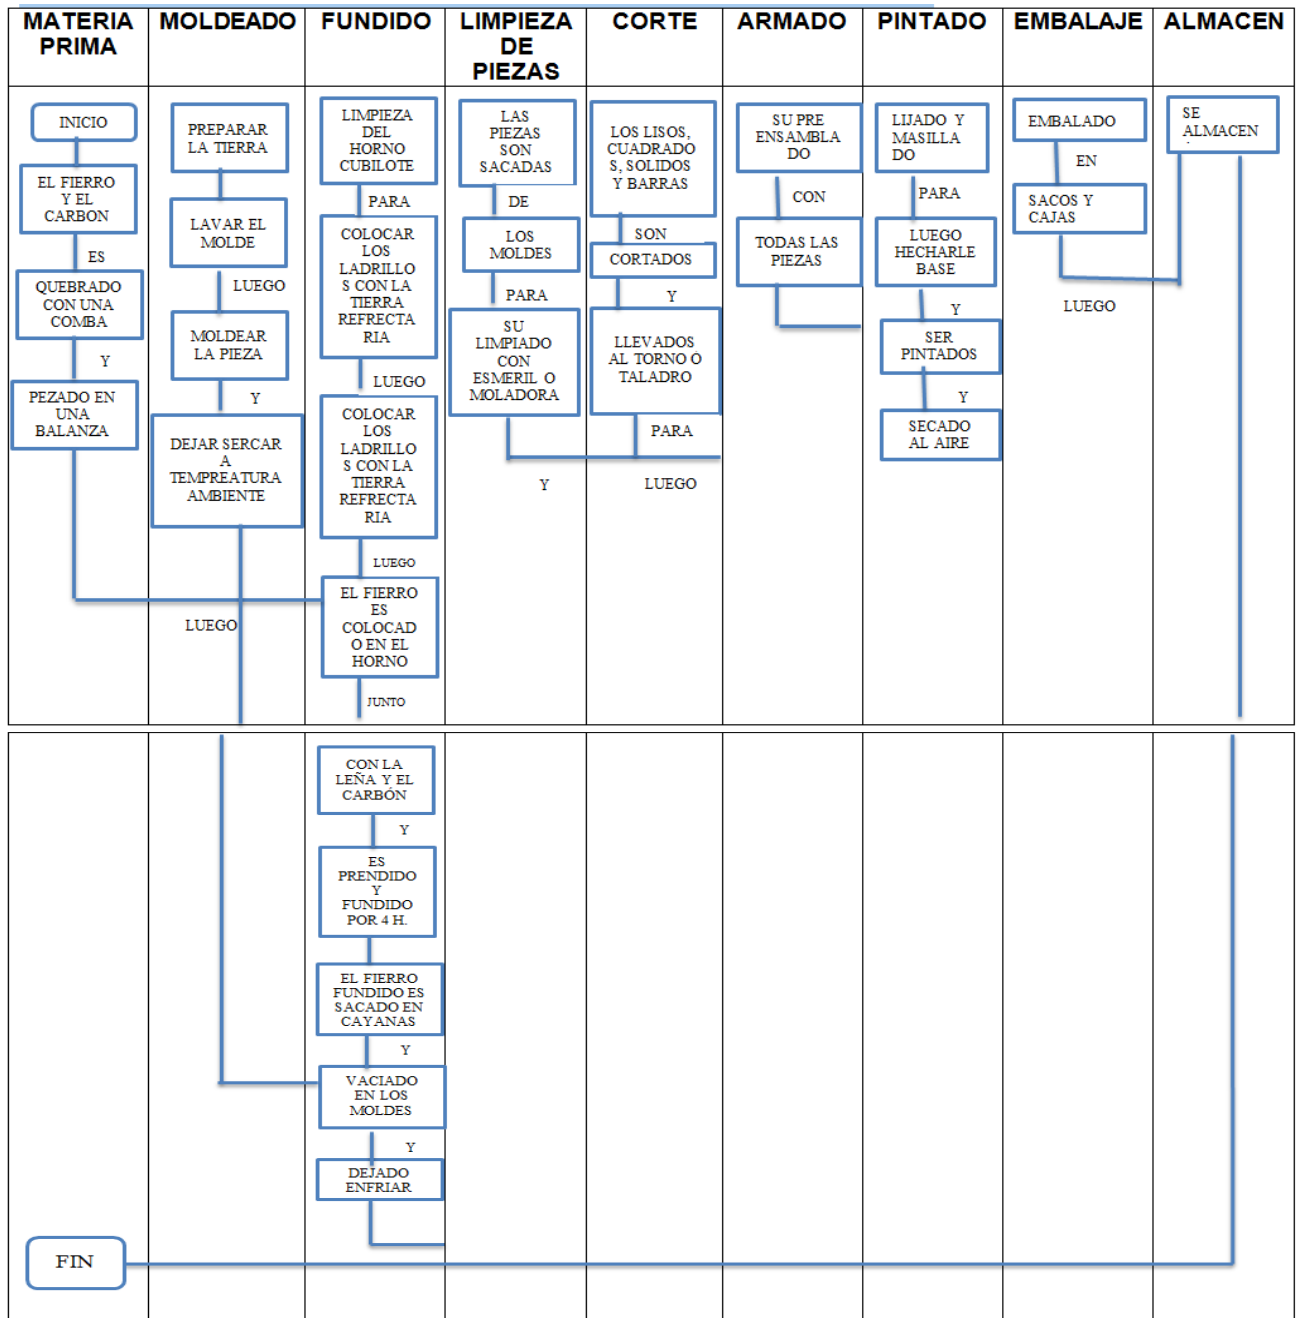 MATERIA
PRIMA
MOLDEADO
FUNDIDO
LIMPIEZA
DE
PIEZAS
CORTE
ARMADO
PINTADO
EMBALAJE
ALMACEN
INICIO
EL FIERRO
Y EL
CARBON
ES
QUEBRADO
CON UNA
COMBA
Y
PEZADO EN
UNA
BALANZA
PREPARAR
LA TIERRA
LAVAR EL
MOLDE
LUEGO
MOLDEAR
LA PIEZA
Y
DEJAR SERCAR
A
TEMPREATURA
AMBIENTE
LUEGO
LIMPIEZA
DEL
HORNO
CUBILOTE
PARA
COLOCAR
LOS
LADRILLO
S CON LA
TIERRA
REFRECTA
RIA
LUEGO
COLOCAR
LOS
LADRILLO
S CON LA
TIERRA
REFRECTA
RIA
LUEGO
EL FIERRO
ES
COLOCAD
O EN EL
HORNO
JUNTO
LAS
PIEZAS
SON
SACADAS
DE
LOS
MOLDES
PARA
SU
LIMPIADO
CON
ESMERIL O
MOLADORA
Y
LOS LISOS,
CUADRADO
S, SOLIDOS
Y BARRAS
SON
CORTADOS
Y
LLEVADOS
AL TORNO O
TALADRO
PARA
LUEGO
SU PRE
ENSAMBLA
DO
CON
TODAS LAS
PIEZAS
LIJADO Y
MASILLA
DO
PARA
LUEGO
HECHARLE
BASE
Y
SER
PINTADOS
Y
SECADO
AL AIRE
EMBALADO
EN
SACOS Y
CAJAS
LUEGO
SE
ALMACEN
CON LA
LEÑA Y EL
CARBÓN
Y
ES
PRENDIDO
Y
FUNDIDO
POR 4 H.
EL FIERRO
FUNDIDO ES
SACADO EN
CAYANAS
Y
VACIADO
EN LOS
MOLDES
Y
DEJADO
ENFRIAR
FIN